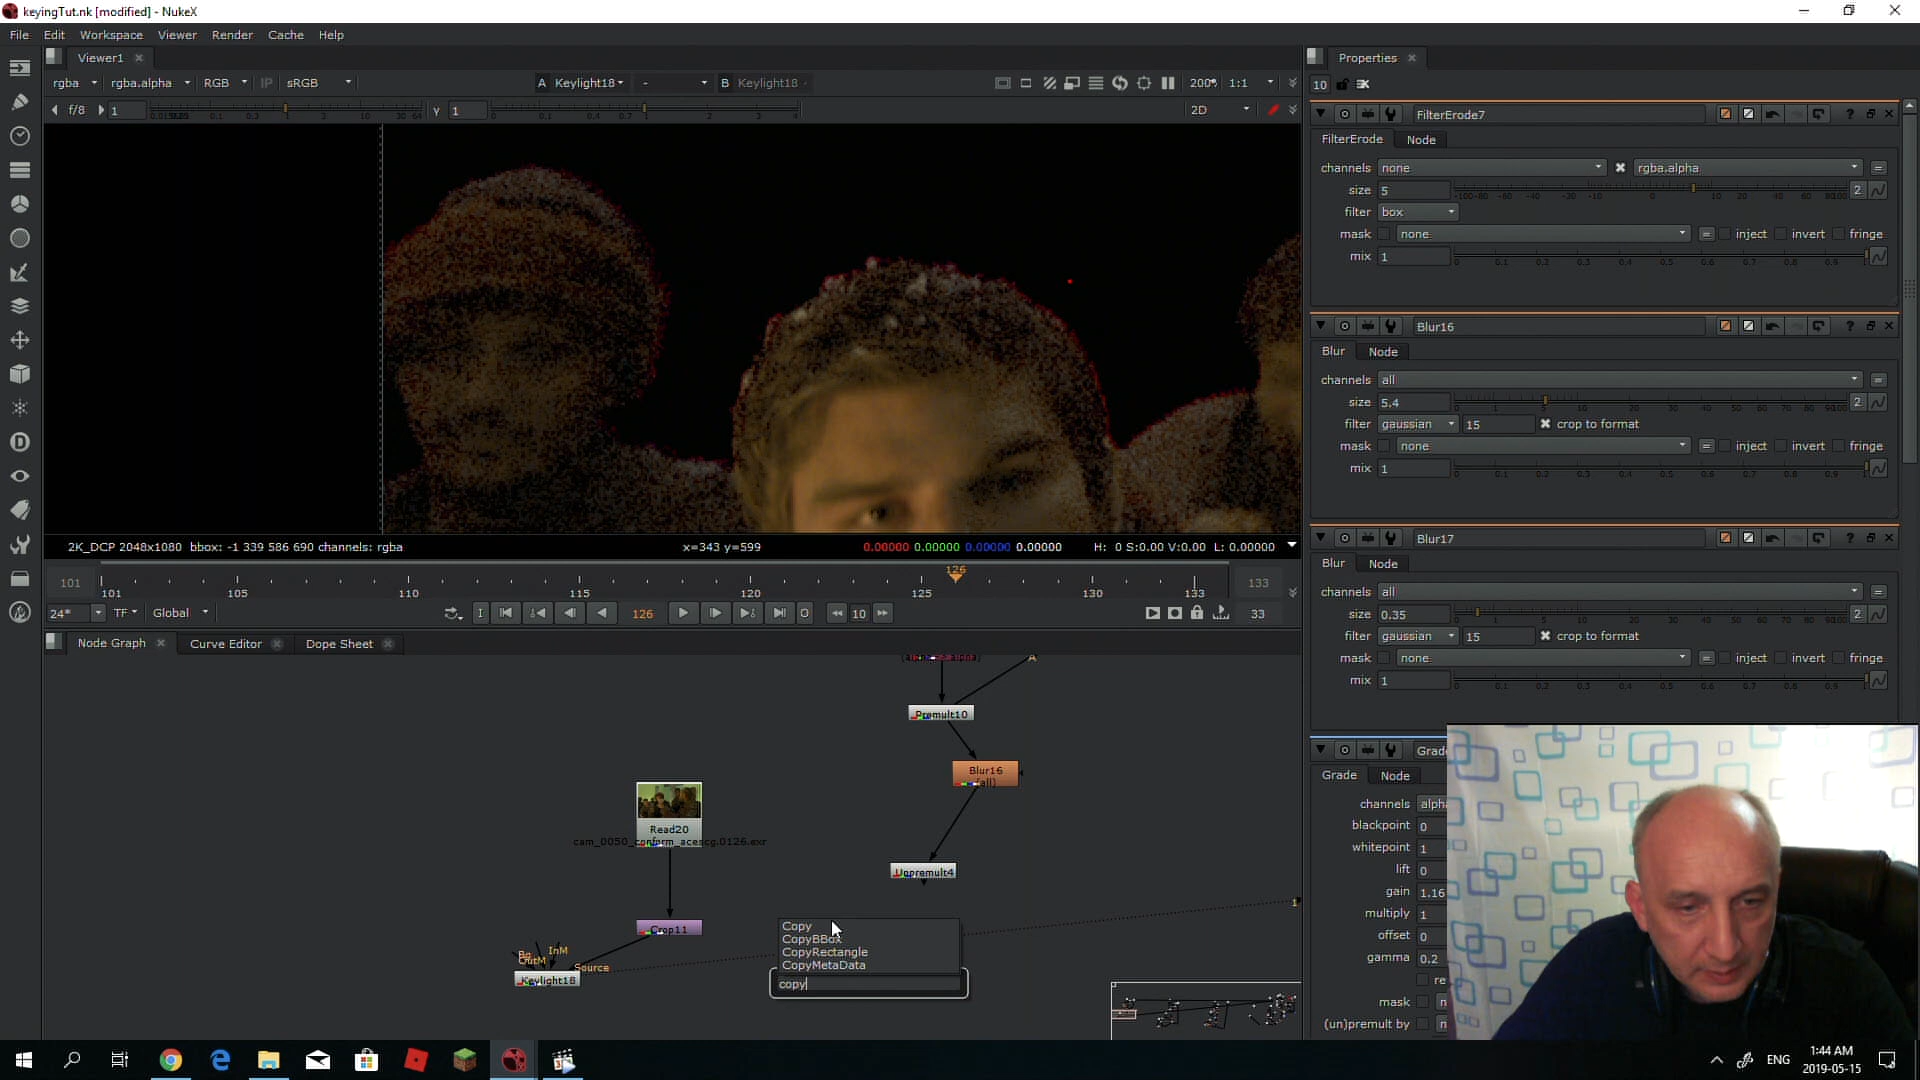 keyingTut.nk [modified] - NukeX
File Edit Workspace Viewer Render Cache Help
Viewer1
rgba rgba.alpha RGB IP sRGB A Keylight18 - B Keylight18 1:1
f/8 1 Y 1 2D
2K_DCP 2048x1080 bbox: -1 339 586 690 channels: rgba x=343 y=599 0.00000 0.00000 0.00000 0.00000 H: 0 S:0.00 V:0.00 L: 0.00000
101 126 133
101 105 110 115 120 125 130 133
24* TF Global 126 10 33
Node Graph Curve Editor Dope Sheet
Premult10
Blur16
(all)
Read20
cam_0050_conform_acescg.0126.exr
Unpremult4
Crop11
InM
OutM
Source
Keylight18
Copy
CopyBBox
CopyRectangle
CopyMetaData
copy
Properties
10
FilterErode7
FilterErode Node
channels none rgba.alpha
size 5
filter box
mask none inject invert fringe
mix 1
Blur16
Blur Node
channels all
size 5.4
filter gaussian 15 crop to format
mask none inject invert fringe
mix 1
Blur17
Blur Node
channels all
size 0.35
filter gaussian 15 crop to format
mask none inject invert fringe
mix 1
Grade Node
blackpoint 0
whitepoint 1
lift 0
gain 1.16
multiply 1
offset 0
gamma 0.2
mask
(un)premult by
ENG
1:44 AM
2019-05-15